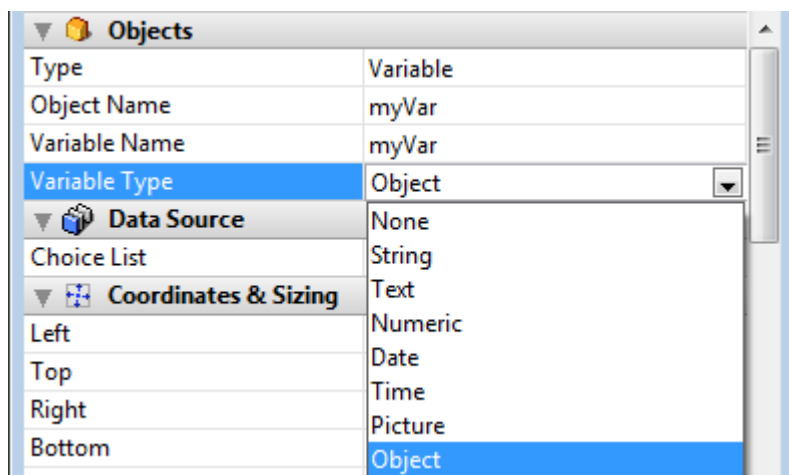 Objects
Type Variable
Object Name myVar
Variable Name myVar
Variable Type Object
Data Source None
String
Choice List
Text
Coordinates & Sizing
Numeric
Left
Date
Top
Time
Right
Picture
Bottom
Object